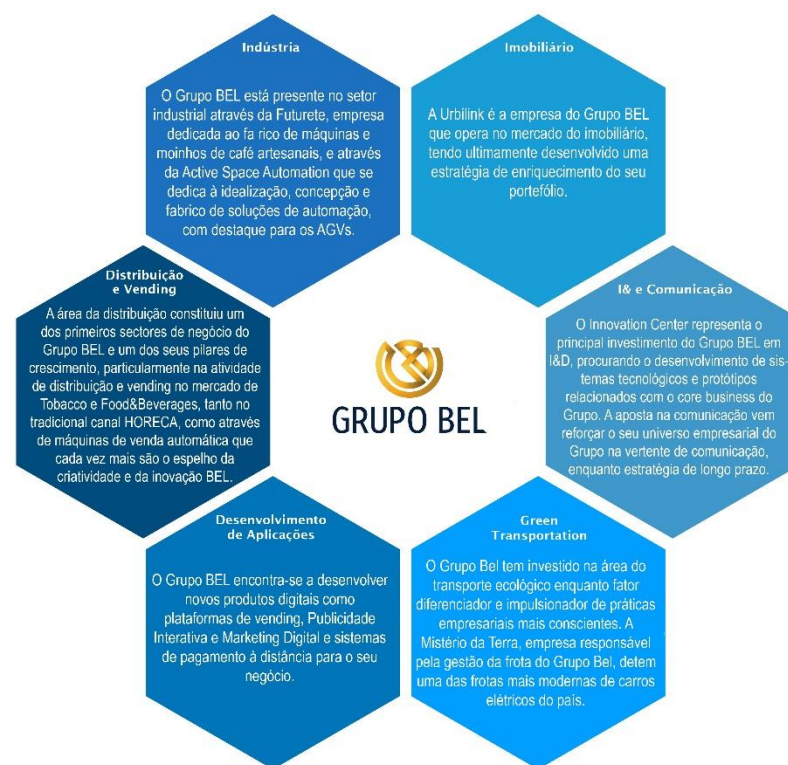 Indústria
O Grupo BEL está presente no setor
industrial através da Futurete, empresa
dedicada ao fa rico de máquinas e
moinhos de café artesanais, e através
da Active Space Automation que se
dedica à idealização, concepção e
fabrico de soluções de automação,
com destaque para os AGVs.
Imobiliário
A Urbilink é a empresa do Grupo BEL
que opera no mercado do imobiliário,
tendo ultimamente desenvolvido uma
estratégia de enriquecimento do seu
portefólio.
Distribuição
e Vending
A área da distribuição constituiu um
dos primeiros sectores de negócio do
Grupo BEL e um dos seus pilares de
crescimento, particularmente na atividade
de distribuição e vending no mercado de
Tobacco e Food&Beverages, tanto no
tradicional canal HORECA, como através
de máquinas de venda automática que
cada vez mais são o espelho da
criatividade e da inovação BEL.
GRUPO BEL
I& e Comunicação
O Innovation Center representa o
principal investimento do Grupo BEL em
I&D, procurando o desenvolvimento de sis-
temas tecnológicos e protótipos
relacionados com o core business do
Grupo. A aposta na comunicação vem
reforçar o seu universo empresarial do
Grupo na vertente de comunicação,
enquanto estratégia de longo prazo.
Desenvolvimento
de Aplicações
O Grupo BEL encontra-se a desenvolver
novos produtos digitais como
plataformas de vending, Publicidade
Interativa e Marketing Digital e sistemas
de pagamento à distância para o seu
negócio.
Green
Transportation
O Grupo Bel tem investido na área do
transporte ecológico enquanto fator
diferenciador e impulsionador de práticas
empresariais mais conscientes. A
Mistério da Terra, empresa responsável
pela gestão da frota do Grupo Bel, detem
uma das frotas mais modernas de carros
elétricos do país.